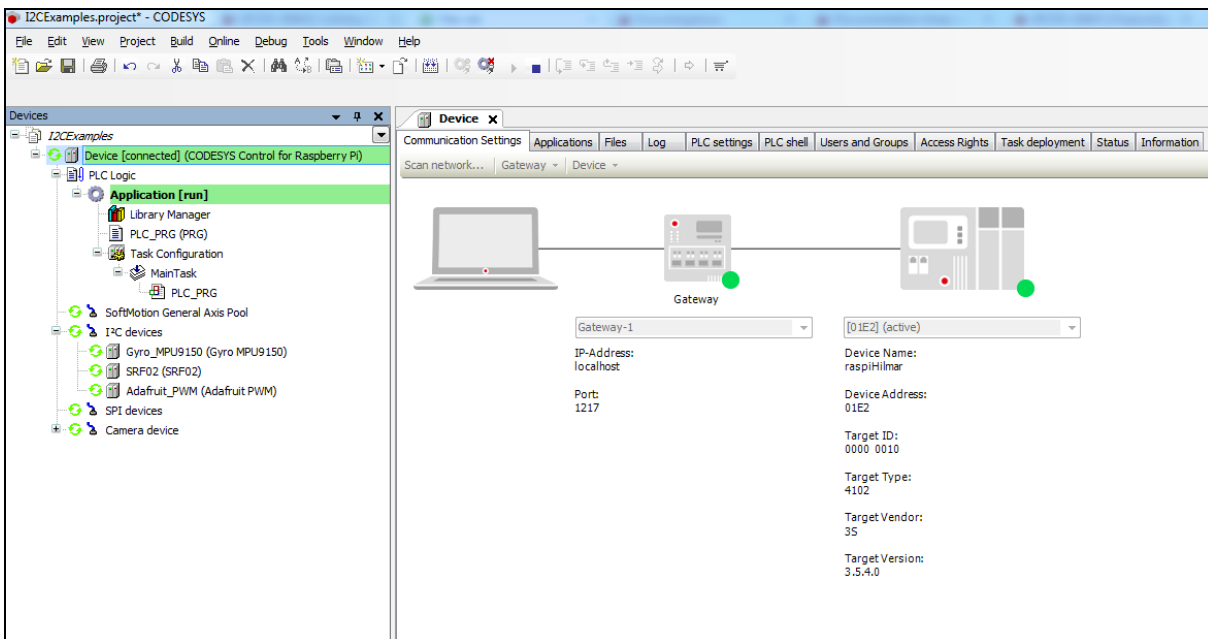 I2CExamples.project* - CODESYS
File Edit View Project Build Online Debug Tools Window Help
Devices
I2CExamples
Device [connected] (CODESYS Control for Raspberry Pi)
PLC Logic
Application [run]
Library Manager
PLC_PRG (PRG)
Task Configuration
MainTask
PLC_PRG
SoftMotion General Axis Pool
I²C devices
Gyro_MPU9150 (Gyro MPU9150)
SRF02 (SRF02)
Adafruit_PWM (Adafruit PWM)
SPI devices
Camera device
Device
Communication Settings Applications Files Log PLC settings PLC shell Users and Groups Access Rights Task deployment Status Information
Scan network... Gateway Device
Gateway
Gateway-1
IP-Address:
localhost
Port:
1217
[01E2] (active)
Device Name:
raspiHilmar
Device Address:
01E2
Target ID:
0000 0010
Target Type:
4102
Target Vendor:
3S
Target Version:
3.5.4.0